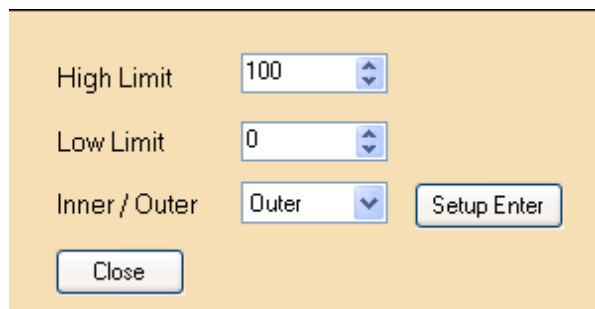 High Limit 100
Low Limit 0
Inner / Outer Outer Setup Enter
Close